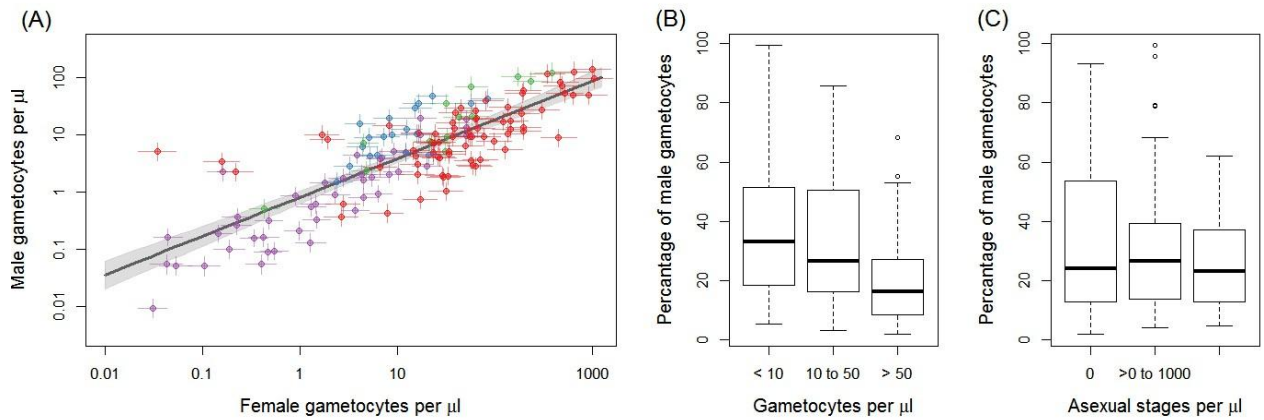 (A)
Male gametocytes per μl
100
10
1
0.1
0.01
0.01 0.1 1 10 100 1000
Female gametocytes per μl
(B)
Percentage of male gametocytes
100
80
60
40
20
0
< 10 10 to 50 > 50
Gametocytes per μl
(C)
Percentage of male gametocytes
100
80
60
40
20
0
0 >0 to 1000
Asexual stages per μl